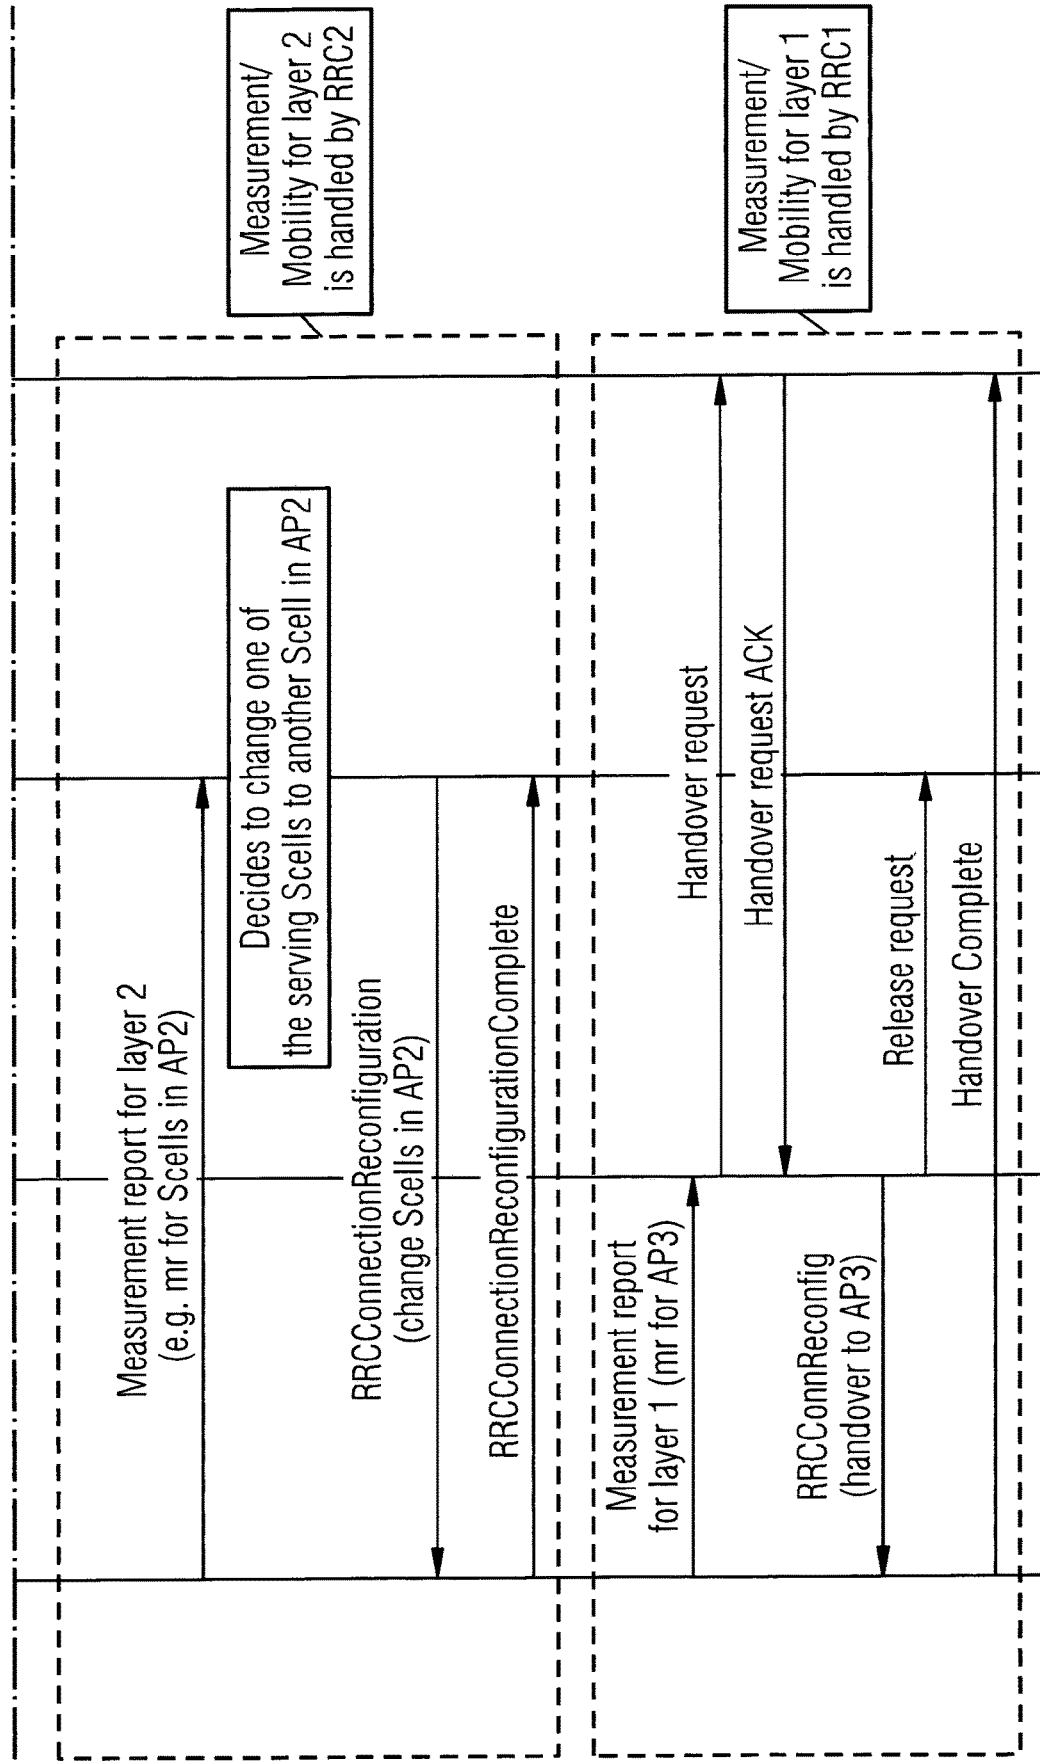 Measurement/
Mobility for layer 2
is handled by RRC2
Measurement report for layer 2
(e.g. mr for Scells in AP2)
Decides to change one of
the serving Scells to another Scell in AP2
RRCConnectionReconfiguration
(change Scells in AP2)
RRCConnectionReconfigurationComplete
Measurement/
Mobility for layer 1
is handled by RRC1
Measurement report
for layer 1 (mr for AP3)
Handover request
Handover request ACK
RRCConnReconfig
(handover to AP3)
Release request
Handover Complete